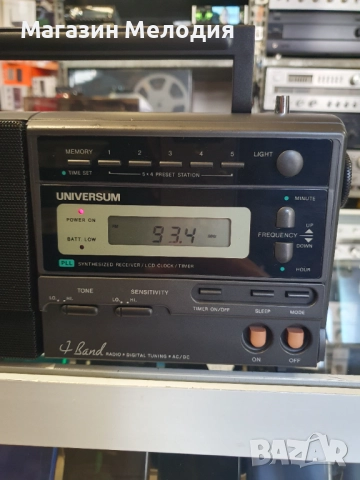 Магазин Мелодия
MEMORY 1 2 3 4 5 LIGHT
TIME SET 5×4 PRESET STATION
MINUTE
UNIVERSUM
POWER ON
93.4
UP
FREQUENCY
BATT LOW
DOWN
PLL SYNTHESIZED RECEIVER / LCD CLOCK / TIMER
HOUR
TONE SENSITIVITY
LO HI LO HI
TIMER ON/OFF SLEEP MODE
4 Band
RADIO • DIGITAL TUNING • AC/DC
ON OFF
BAZAR